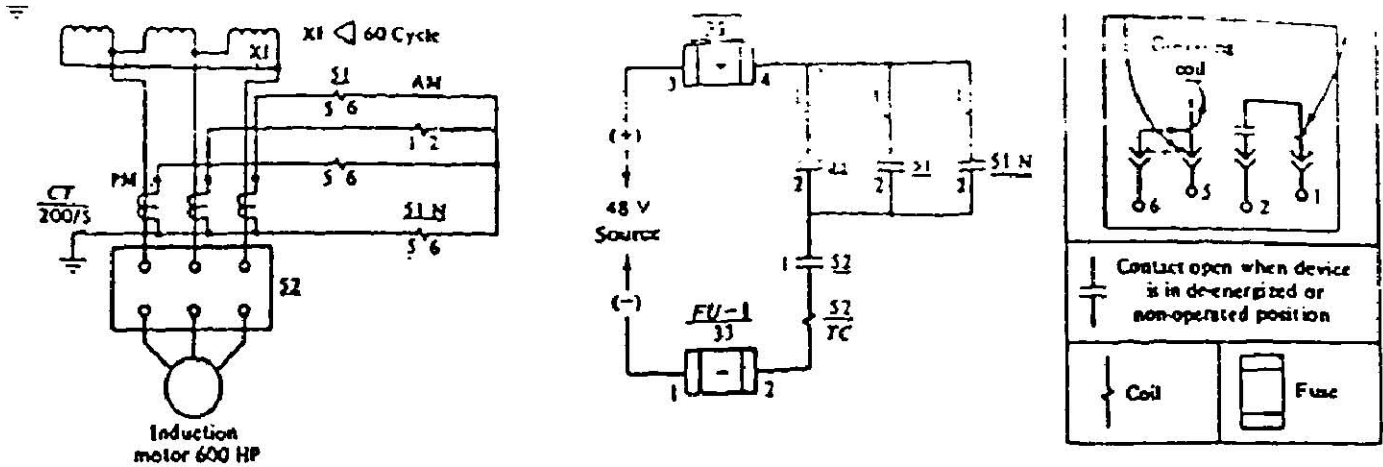 X1
60 Cycle
X1
51
5 6
AM
1 2
5 6
PM
CT
200/5
51 N
5 6
52
Induction
motor 600 HP
33
3
4
(+)
48 V
Source
(-)
2
2
51
2
51 N
1
52
52
TC
FU-1
33
1
2
coil
6
5
2
1
Contact open when device
is in de-energized or
non-operated position
Coil
Fuse